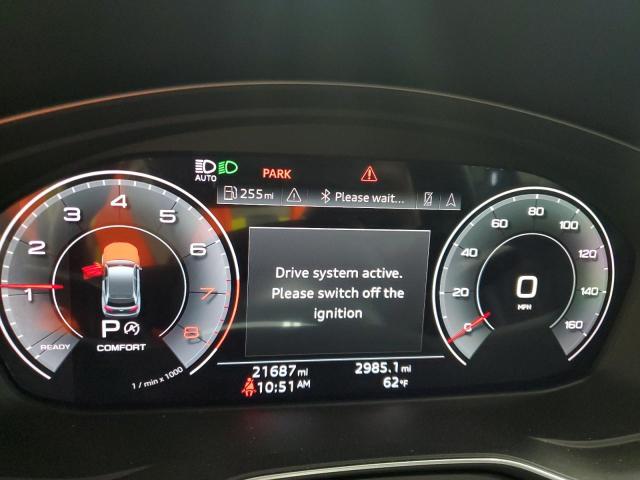 AUTO PARK
255mi Please wait...
1 2 3 4 5 6 7 8
READY
P A
COMFORT
1 / min x 1000
Drive system active.
Please switch off the
ignition
0 20 40 60 80 100 120 140 160
0
MPH
21687 mi 2985.1 mi
10:51 AM 62°F